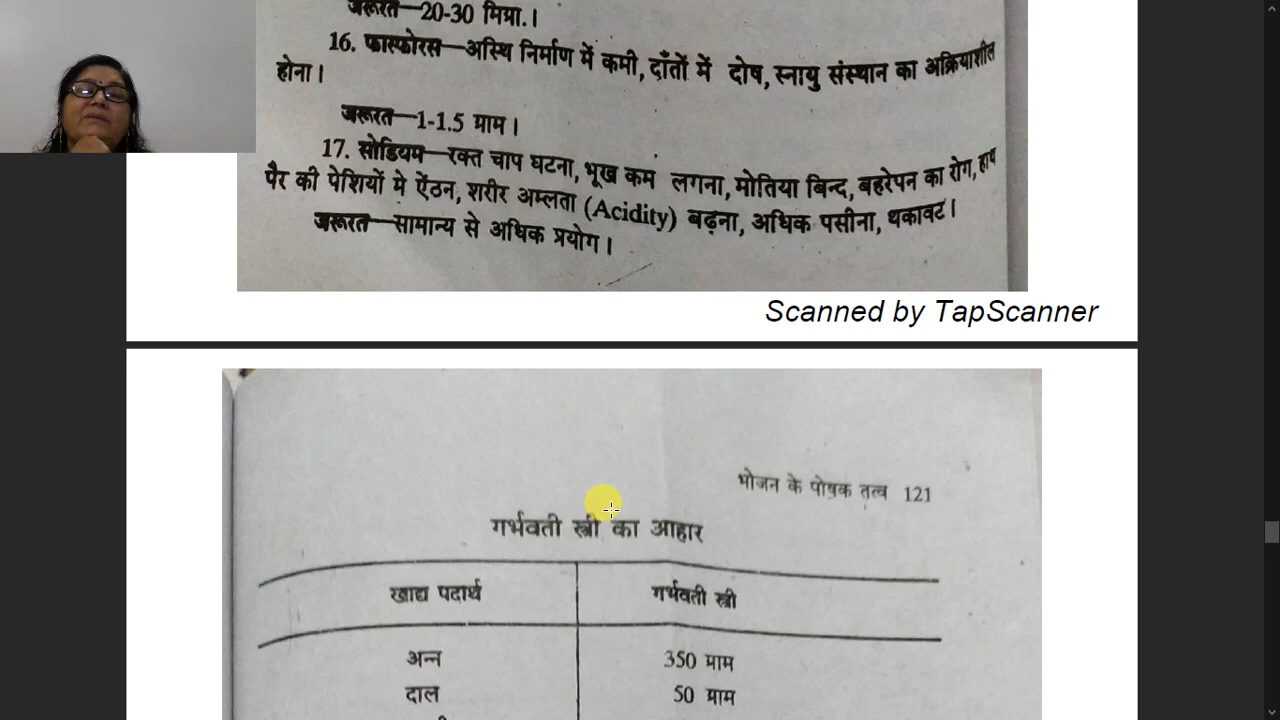 जरूरत—20-30 मिग्रा.।
16. फास्फोरस—अस्थि निर्माण में कमी, दाँतों में दोष, स्नायु संस्थान का अक्रियाशील
होना।
जरूरत—1-1.5 ग्राम।
17. सोडियम—रक्त चाप घटना, भूख कम लगना, मोतिया बिन्द, बहरेपन का रोग, हाथ
पैर की पेशियों मे ऐंठन, शरीर अम्लता (Acidity) बढ़ना, अधिक पसीना, थकावट।
जरूरत—सामान्य से अधिक प्रयोग।
Scanned by TapScanner
भोजन के पोषक तत्व 121
गर्भवती स्त्री का आहार
खाद्य पदार्थ गर्भवती स्त्री
अन्न 350 ग्राम
दाल 50 ग्राम